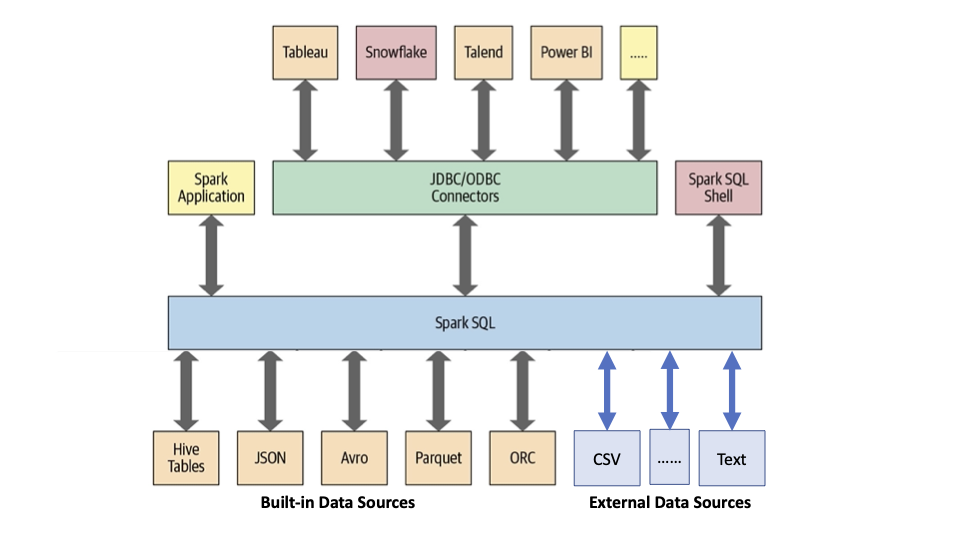 Tableau
Snowflake
Talend
Power BI
.....
Spark
Application
JDBC/ODBC
Connectors
Spark SQL
Shell
Spark SQL
Hive
Tables
JSON
Avro
Parquet
ORC
CSV
......
Text
Built-in Data Sources
External Data Sources